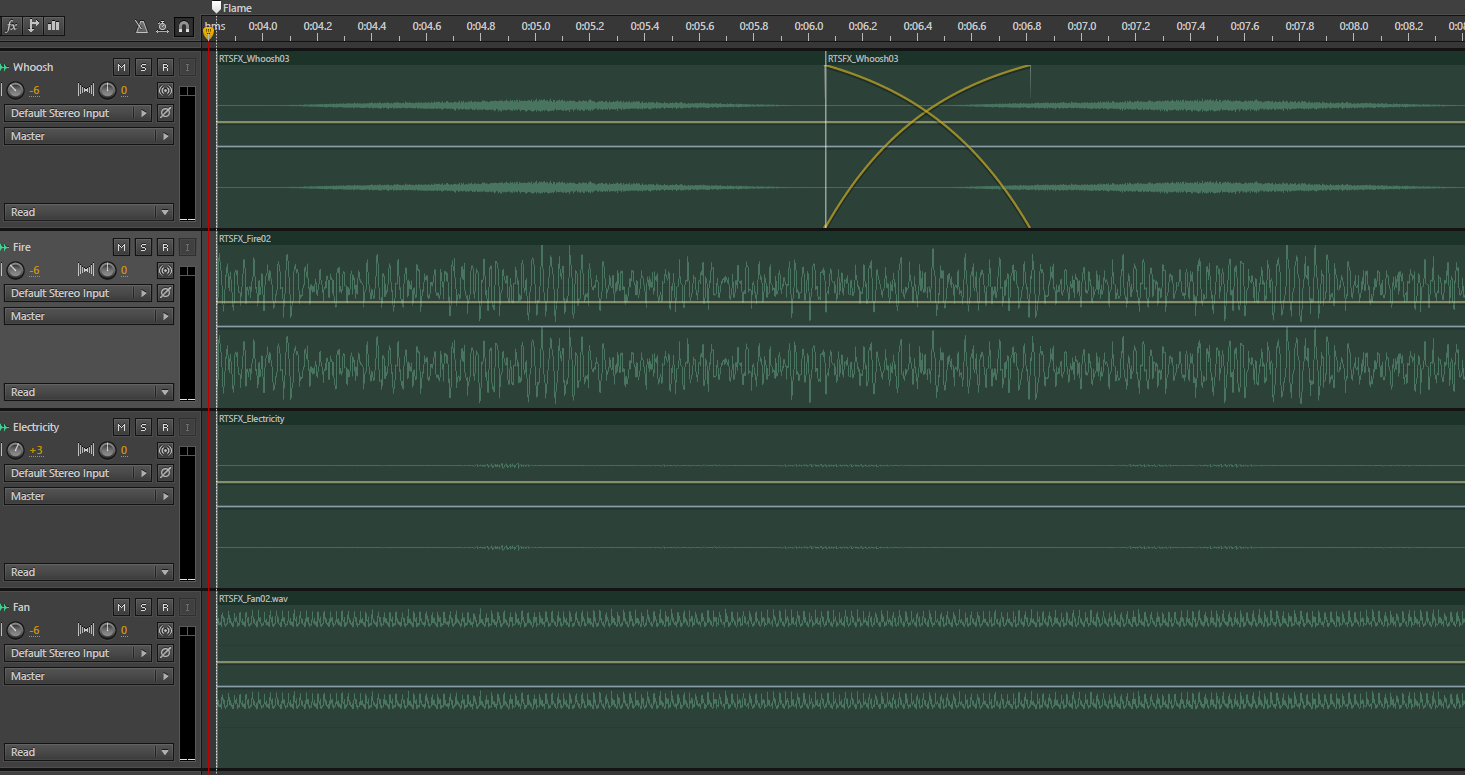 Flame
fx
hms 0:04.0 0:04.2 0:04.4 0:04.6 0:04.8 0:05.0 0:05.2 0:05.4 0:05.6 0:05.8 0:06.0 0:06.2 0:06.4 0:06.6 0:06.8 0:07.0 0:07.2 0:07.4 0:07.6 0:07.8 0:08.0 0:08.2
RTSFX_Whoosh03 RTSFX_Whoosh03
Whoosh M S R I
-6 0
Default Stereo Input
Master
Read
RTSFX_Fire02
Fire M S R I
-6 0
Default Stereo Input
Master
Read
RTSFX_Electricity
Electricity M S R I
+3 0
Default Stereo Input
Master
Read
RTSFX_Fan02.wav
Fan M S R I
-6 0
Default Stereo Input
Master
Read